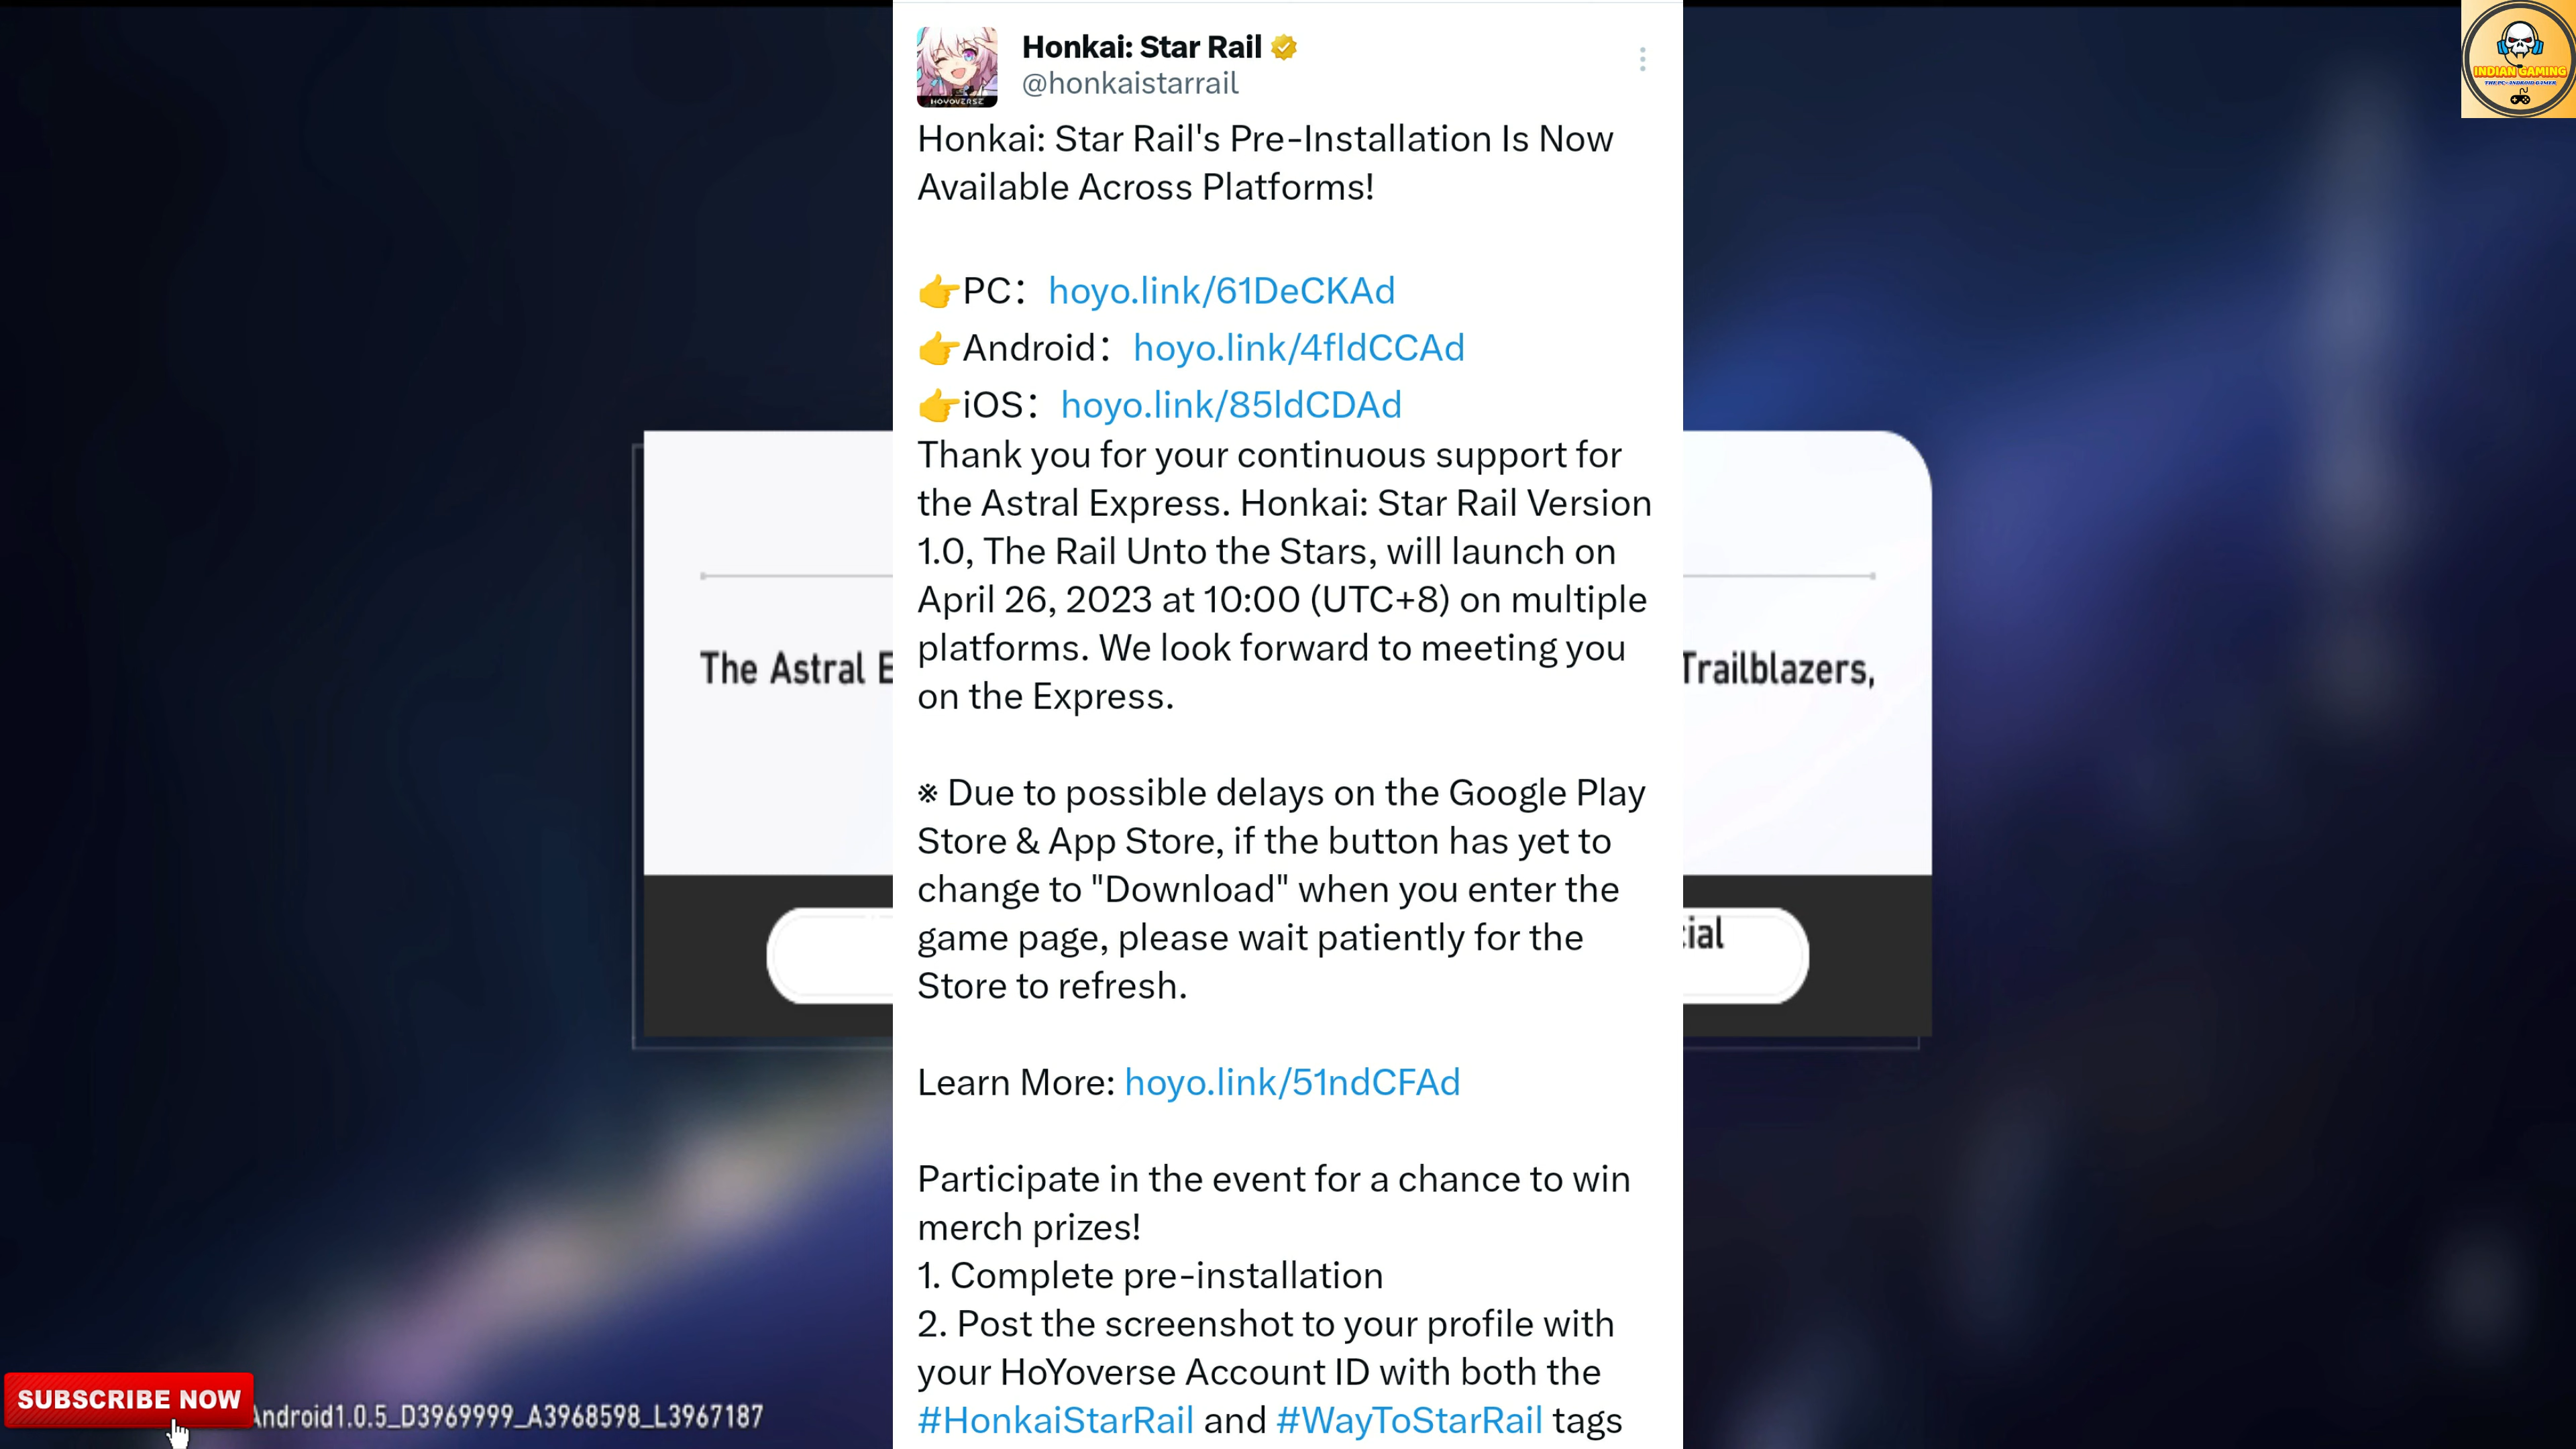 Honkai: Star Rail
@honkaistarrail
HOYOVERSE
INDIAN GAMING
THE PC+ANDROID GAMER
Honkai: Star Rail's Pre-Installation Is Now
Available Across Platforms!
👉PC： hoyo.link/61DeCKAd
👉Android： hoyo.link/4fldCCAd
👉iOS： hoyo.link/85ldCDAd
Thank you for your continuous support for
the Astral Express. Honkai: Star Rail Version
1.0, The Rail Unto the Stars, will launch on
April 26, 2023 at 10:00 (UTC+8) on multiple
platforms. We look forward to meeting you
on the Express.
The Astral E
Trailblazers,
※ Due to possible delays on the Google Play
Store & App Store, if the button has yet to
change to "Download" when you enter the
game page, please wait patiently for the
Store to refresh.
cial
Learn More: hoyo.link/51ndCFAd
Participate in the event for a chance to win
merch prizes!
1. Complete pre-installation
2. Post the screenshot to your profile with
your HoYoverse Account ID with both the
#HonkaiStarRail and #WayToStarRail tags
SUBSCRIBE NOW
Android1.0.5_D3969999_A3968598_L3967187